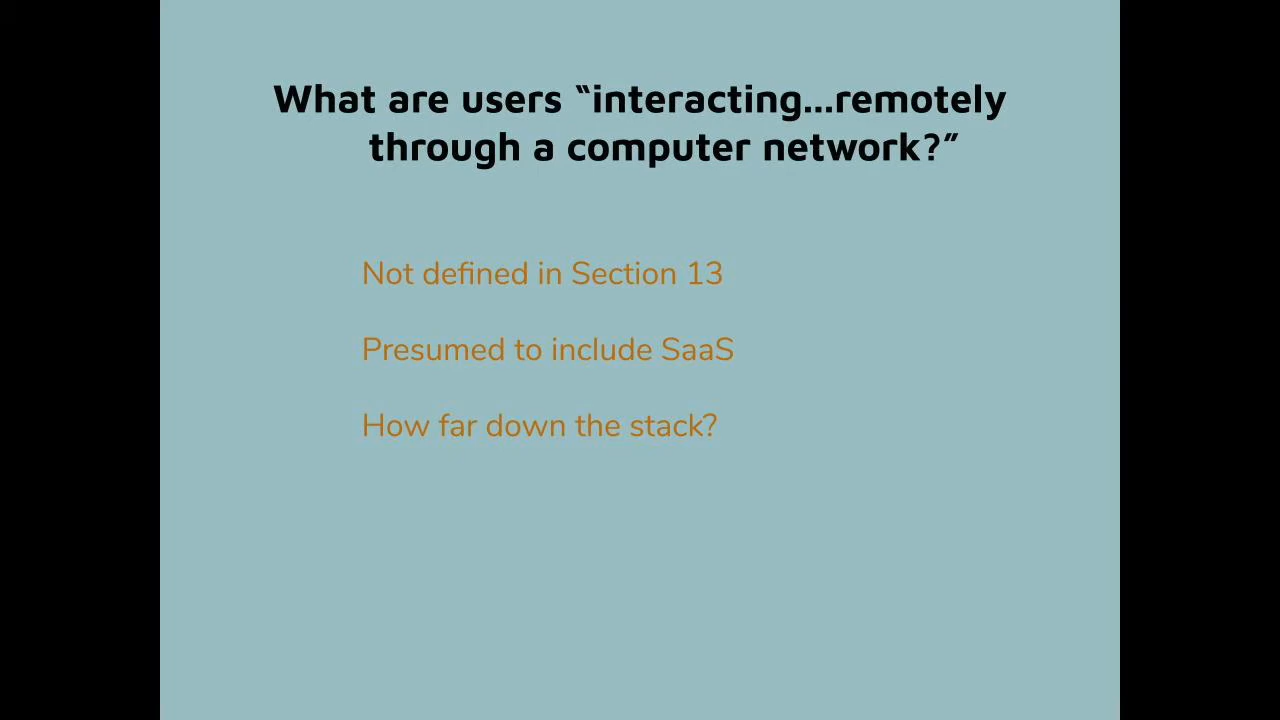 What are users “interacting...remotely
through a computer network?”
Not defined in Section 13
Presumed to include SaaS
How far down the stack?